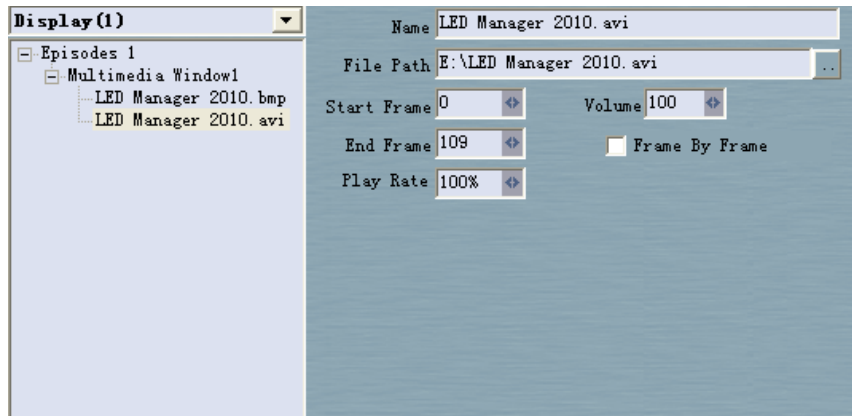 Display(1)
Episodes 1
Multimedia Window1
LED Manager 2010.bmp
LED Manager 2010.avi
Name LED Manager 2010.avi
File Path E:\LED Manager 2010.avi ..
Start Frame 0 Volume 100
End Frame 109 Frame By Frame
Play Rate 100%